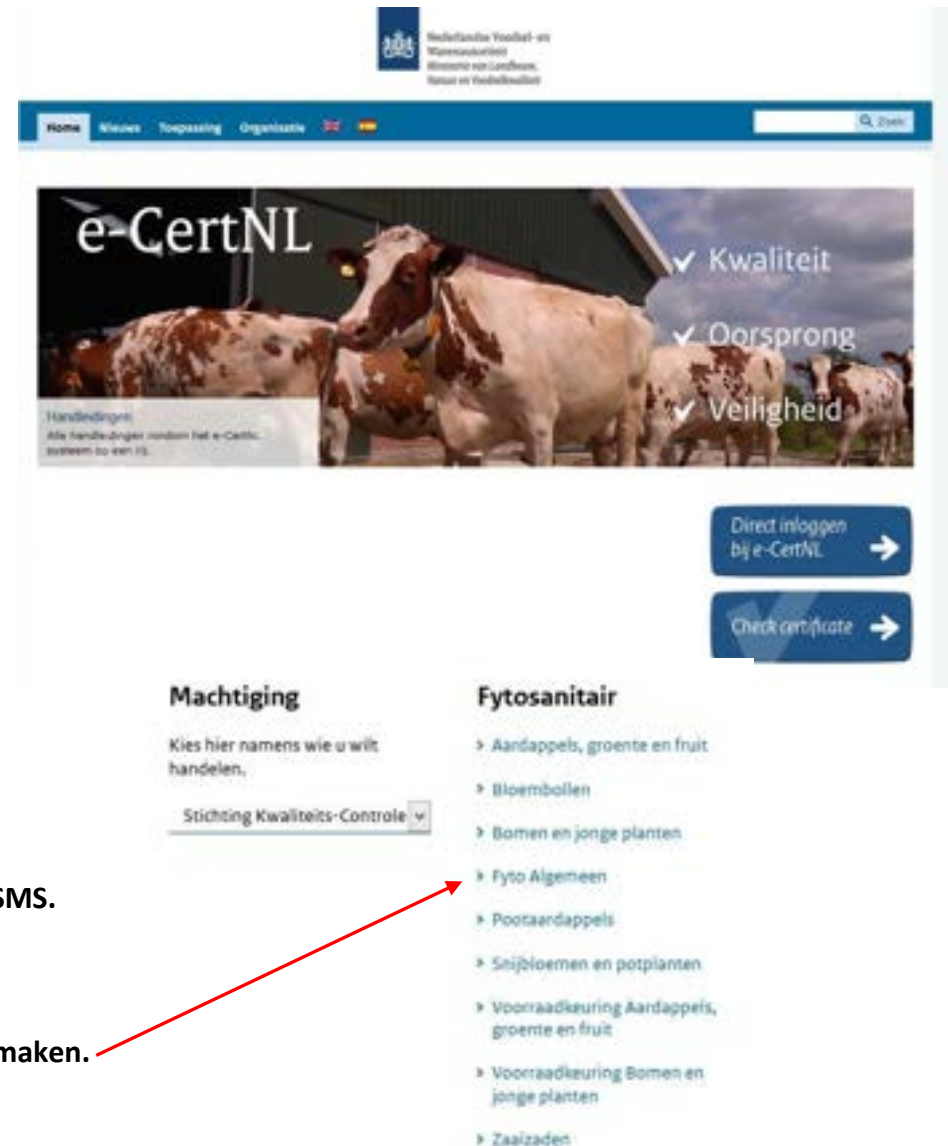 Nederlandse Voedsel- en
Warenautoriteit
Ministerie van Landbouw,
Natuur en Voedselkwaliteit
Home Nieuws Toepassing Organisatie
Zoek
e-CertNL
Kwaliteit
Oorsprong
Veiligheid
Handleidingen
Alle handleidingen rondom het e-CertNL
systeem op een rij.
Direct inloggen
bij e-CertNL
Check certificate
Machtiging
Kies hier namens wie u wilt
handelen.
Stichting Kwaliteits-Controle
SMS.
maken.
Fytosanitair
Aardappels, groente en fruit
Bloembollen
Bomen en jonge planten
Fyto Algemeen
Pootaardappels
Snijbloemen en potplanten
Voorraadkeuring Aardappels,
groente en fruit
Voorraadkeuring Bomen en
jonge planten
Zaaizaden